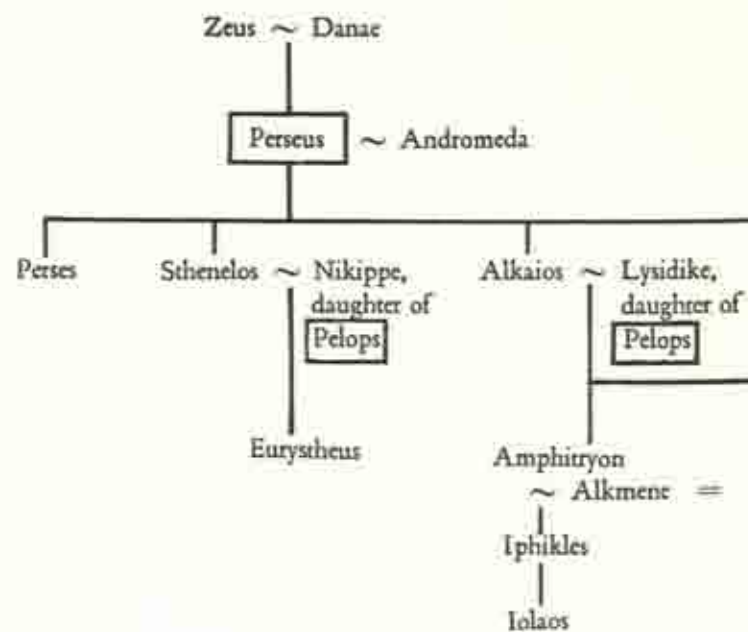 Zeus ~ Danae
Perseus ~ Andromeda
Perses
Sthenelos ~ Nikippe,
daughter of
Pelops
Alkaios ~ Lysidike,
daughter of
Pelops
Eurystheus
Amphitryon
~ Alkmene =
Iphikles
Iolaos